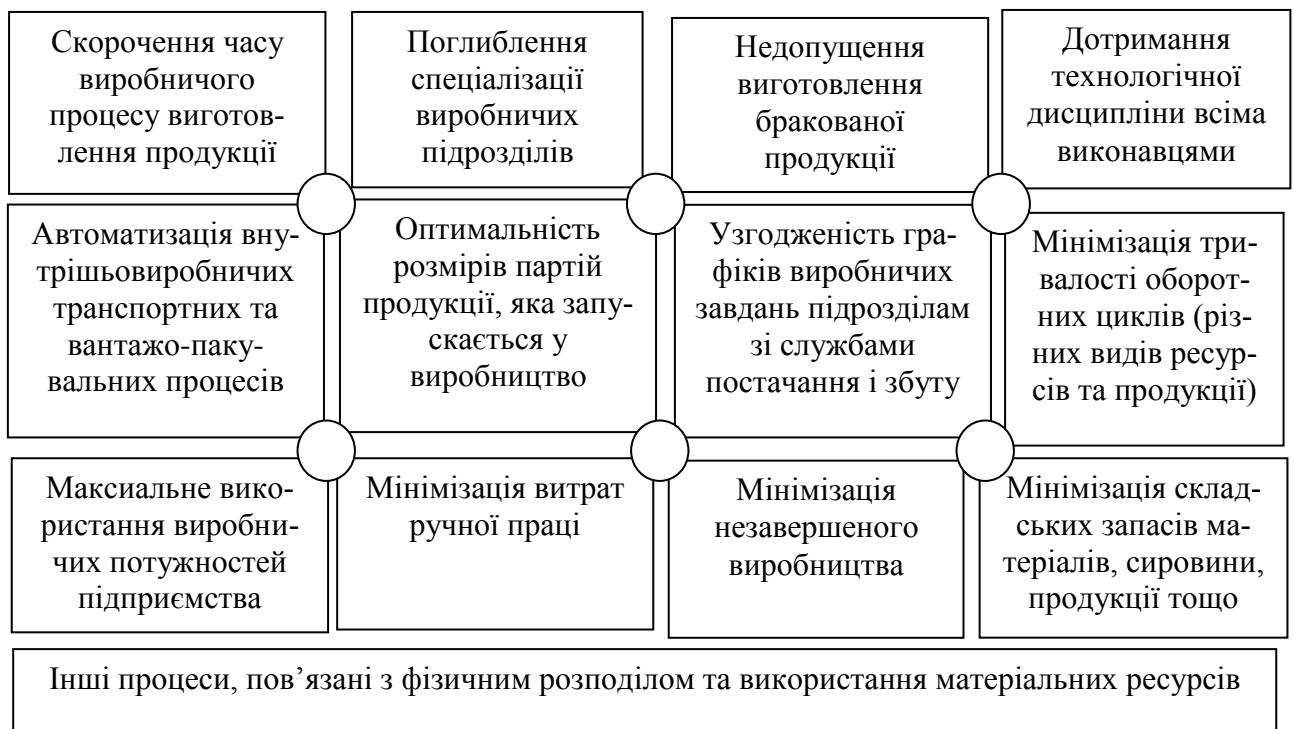 Скорочення часу
виробничого
процесу виготов-
лення продукції
Поглиблення
спеціалізації
виробничих
підрозділів
Недопущення
виготовлення
бракованої
продукції
Дотримання
технологічної
дисципліни всіма
виконавцями
Автоматизація вну-
трішьовиробничих
транспортних та
вантажо-паку-
вальних процесів
Оптимальність
розмірів партій
продукції, яка запу-
скається у
виробництво
Узгодженість гра-
фіків виробничих
завдань підрозділам
зі службами
постачання і збуту
Мінімізація три-
валості оборот-
них циклів (різ-
них видів ресур-
сів та продукції)
Максиальне вико-
ристання виробни-
чих потужностей
підприємства
Мінімізація витрат
ручної праці
Мінімізація
незавершеного
виробництва
Мінімізація склад-
ських запасів ма-
теріалів, сировини,
продукції тощо
Інші процеси, пов’язані з фізичним розподілом та використання матеріальних ресурсів